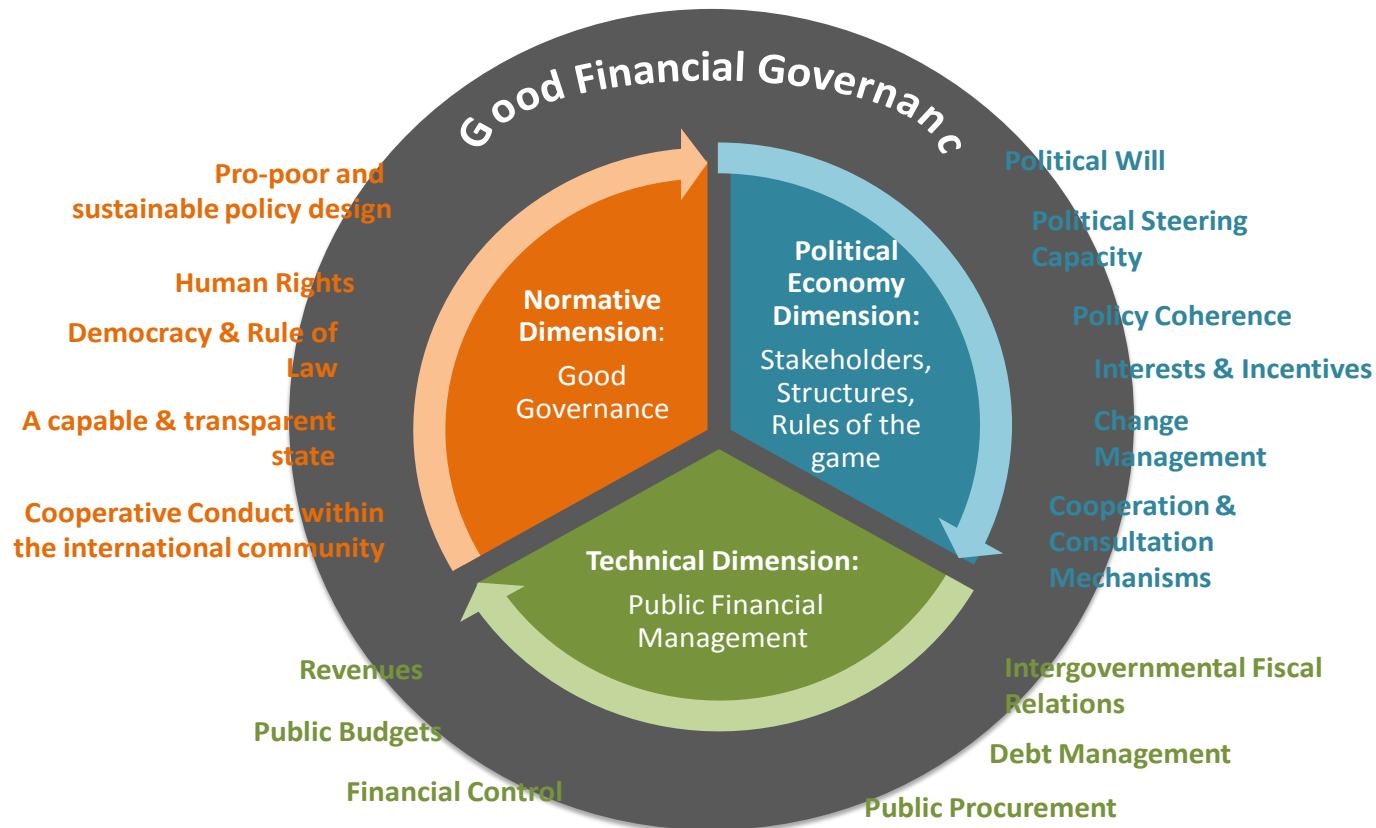 Good Financial Governanc
Pro-poor and
sustainable policy design
Human Rights
Democracy & Rule of
Law
A capable & transparent
state
Cooperative Conduct within
the international community
Normative
Dimension:
Good
Governance
Political
Economy
Dimension:
Stakeholders,
Structures,
Rules of the
game
Political Will
Political Steering
Capacity
Policy Coherence
Interests & Incentives
Change
Management
Cooperation &
Consultation
Mechanisms
Technical Dimension:
Public Financial
Management
Revenues
Public Budgets
Financial Control
Intergovernmental Fiscal
Relations
Debt Management
Public Procurement